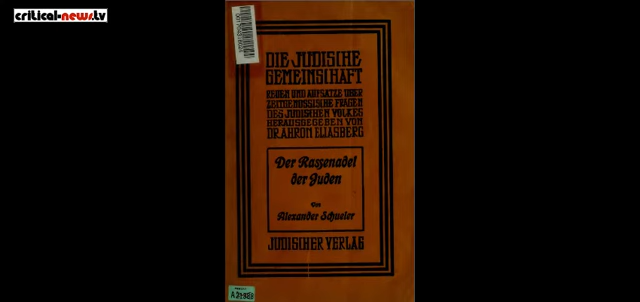 critical-news.tv
DIE JÜDISCHE
GEMEINSCHAFT
REDEN UND AUFSÄTZE ÜBER
ZEITGENÖSSISCHE FRAGEN
DES JÜDISCHEN VOLKES
HERAUSGEGEBEN VON
DR. AHRON ELIASBERG
Der Rassenadel
der Juden
Von
Alexander Schueler
JÜDISCHER VERLAG